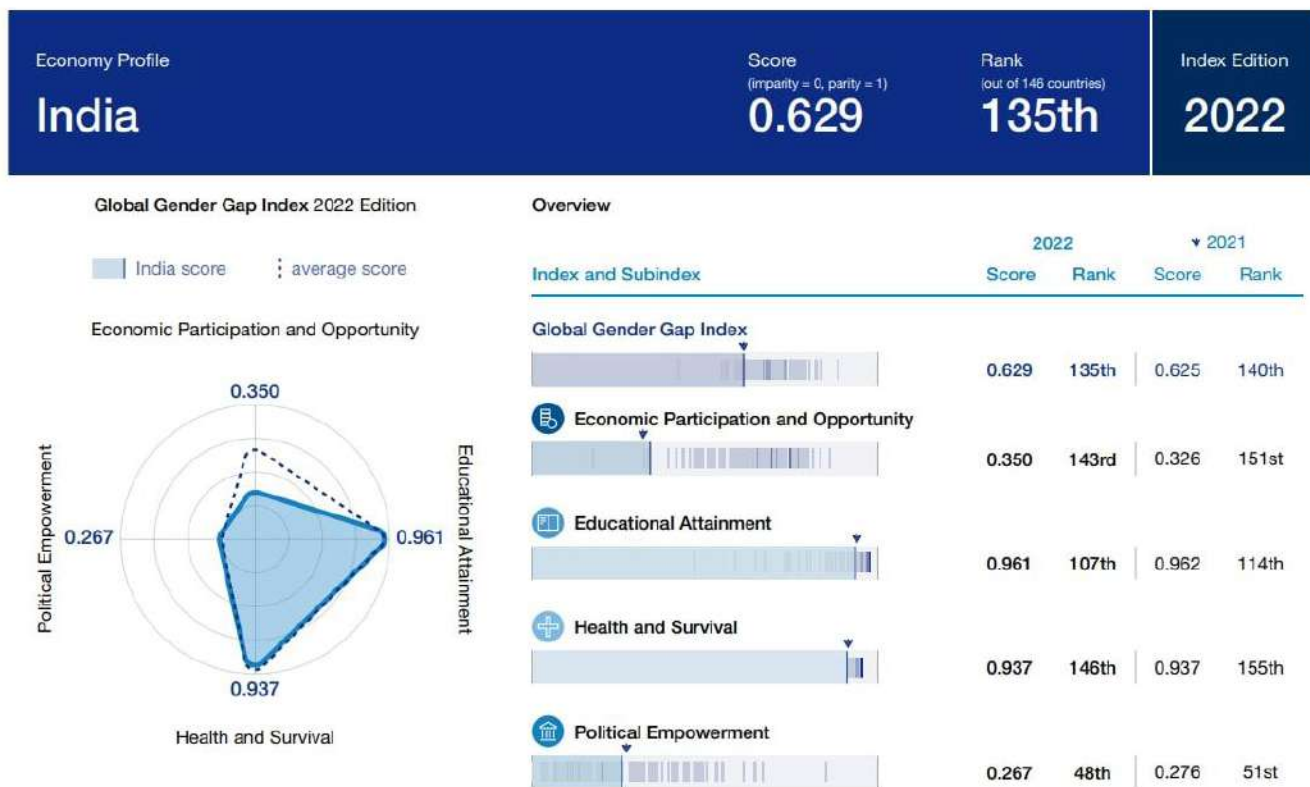 Economy Profile
India
Score
(imparity = 0, parity = 1)
0.629
Rank
(out of 146 countries)
135th
Index Edition
2022
Global Gender Gap Index 2022 Edition
India score
average score
Economic Participation and Opportunity
0.350
Educational Attainment
0.961
Political Empowerment
0.267
0.937
Health and Survival
Overview
2022 2021
Index and Subindex Score Rank Score Rank
Global Gender Gap Index
0.629 135th 0.625 140th
Economic Participation and Opportunity
0.350 143rd 0.326 151st
Educational Attainment
0.961 107th 0.962 114th
Health and Survival
0.937 146th 0.937 155th
Political Empowerment
0.267 48th 0.276 51st